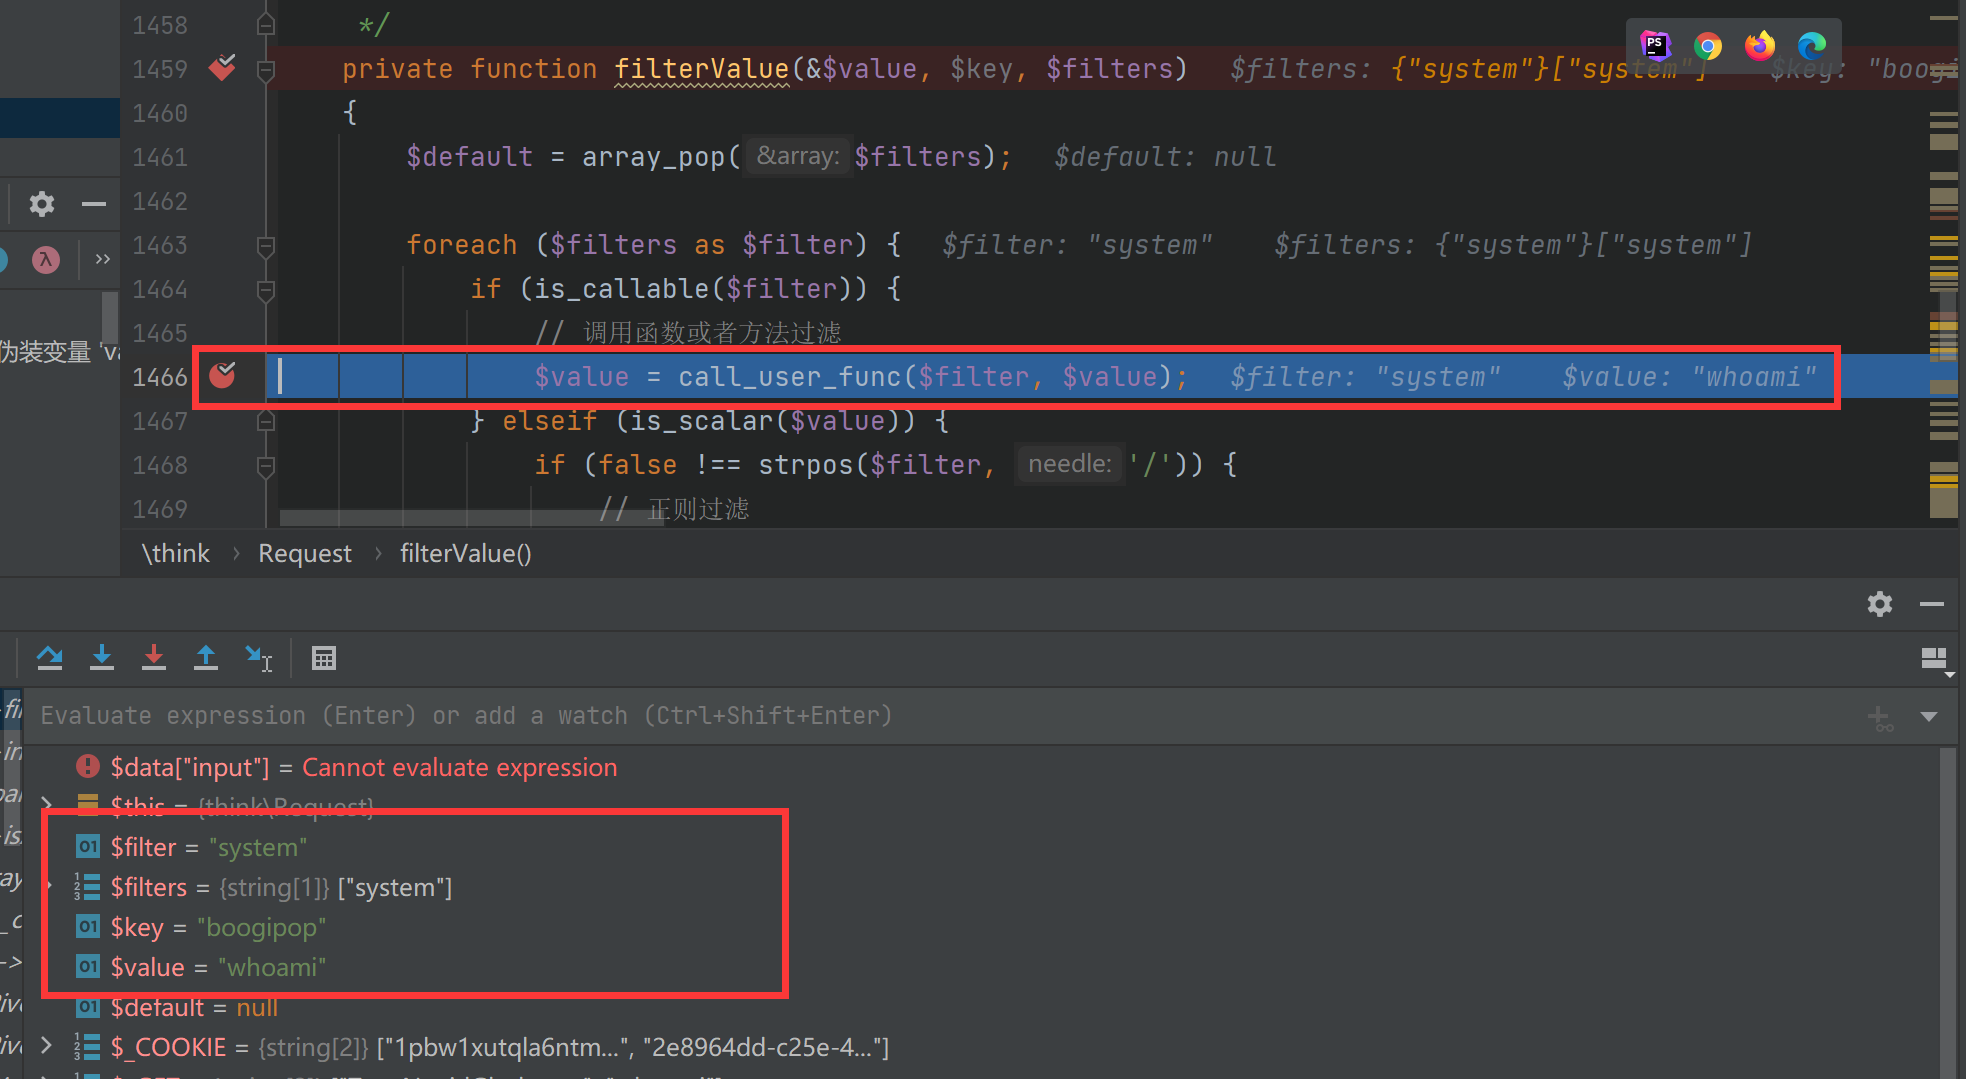 1458 */
1459 private function filterValue(&$value, $key, $filters) $filters: {"system"}["system"] $key: "boogi
1460 {
1461 $default = array_pop( &array: $filters); $default: null
1462
1463 foreach ($filters as $filter) { $filter: "system" $filters: {"system"}["system"]
1464 if (is_callable($filter)) {
1465 // 调用函数或者方法过滤
1466 $value = call_user_func($filter, $value); $filter: "system" $value: "whoami"
1467 } elseif (is_scalar($value)) {
1468 if (false !== strpos($filter, needle: '/')) {
1469 // 正则过滤
PS
λ
伪装变量 'va
\think › Request › filterValue()
Evaluate expression (Enter) or add a watch (Ctrl+Shift+Enter)
$data["input"] = Cannot evaluate expression
$this = {think\Request}
$filter = "system"
$filters = {string[1]} ["system"]
$key = "boogipop"
$value = "whoami"
$default = null
$_COOKIE = {string[2]} ["1pbw1xutqla6ntm...", "2e8964dd-c25e-4..."]